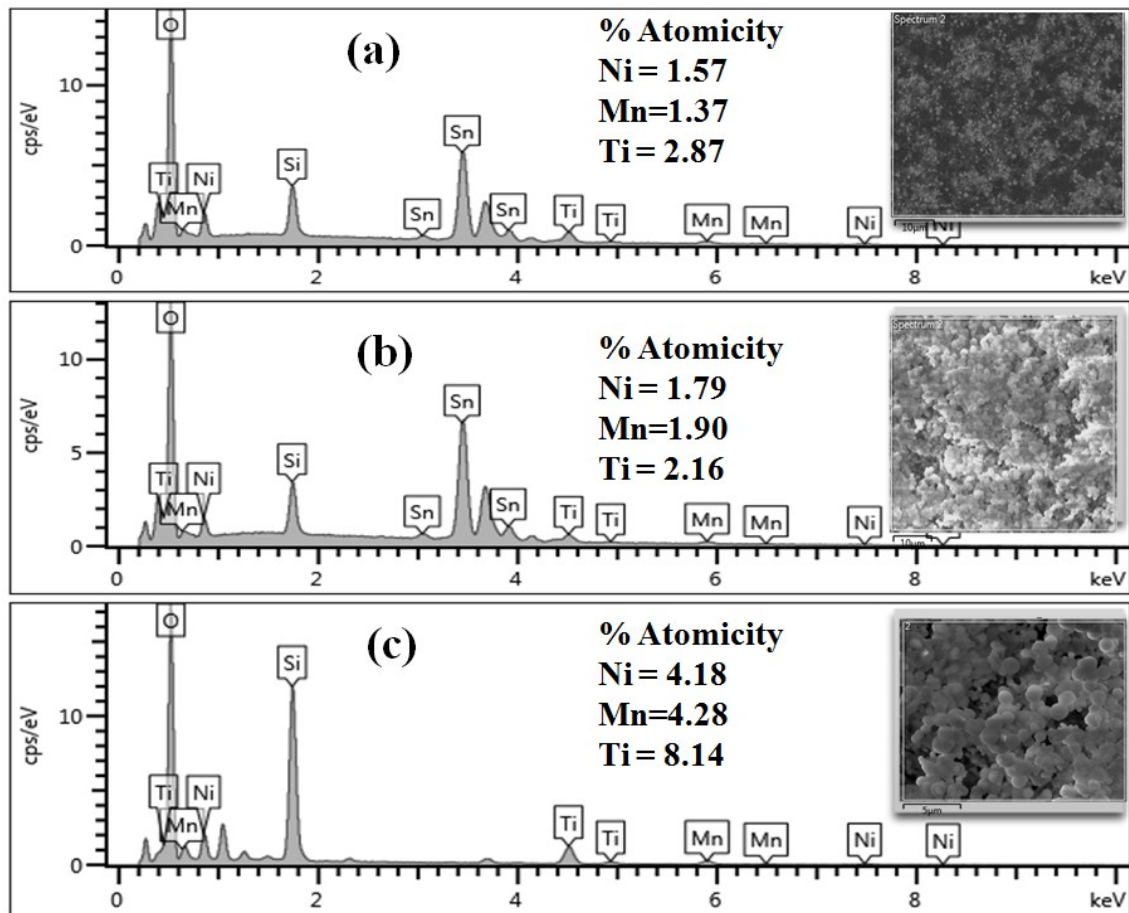 Spectrum 2
O
(a)
% Atomicity
Ni = 1.57
Mn=1.37
Ti = 2.87
10
cps/eV
Sn
Si
Ti
Ni
Mn
Sn
Sn
Ti
Ti
Mn
Mn
Ni
Ni
10µm
0
0
2
4
6
8
keV
Spectrum 2
O
(b)
% Atomicity
Ni = 1.79
Mn=1.90
Ti = 2.16
10
cps/eV
Sn
5
Si
Ti
Ni
Mn
Sn
Sn
Ti
Ti
Mn
Mn
Ni
10µm
0
0
2
4
6
8
keV
2
O
(c)
% Atomicity
Ni = 4.18
Mn=4.28
Ti = 8.14
Si
10
cps/eV
Ti
Ni
Mn
Ti
Ti
Mn
Mn
Ni
Ni
5µm
0
0
2
4
6
8
keV